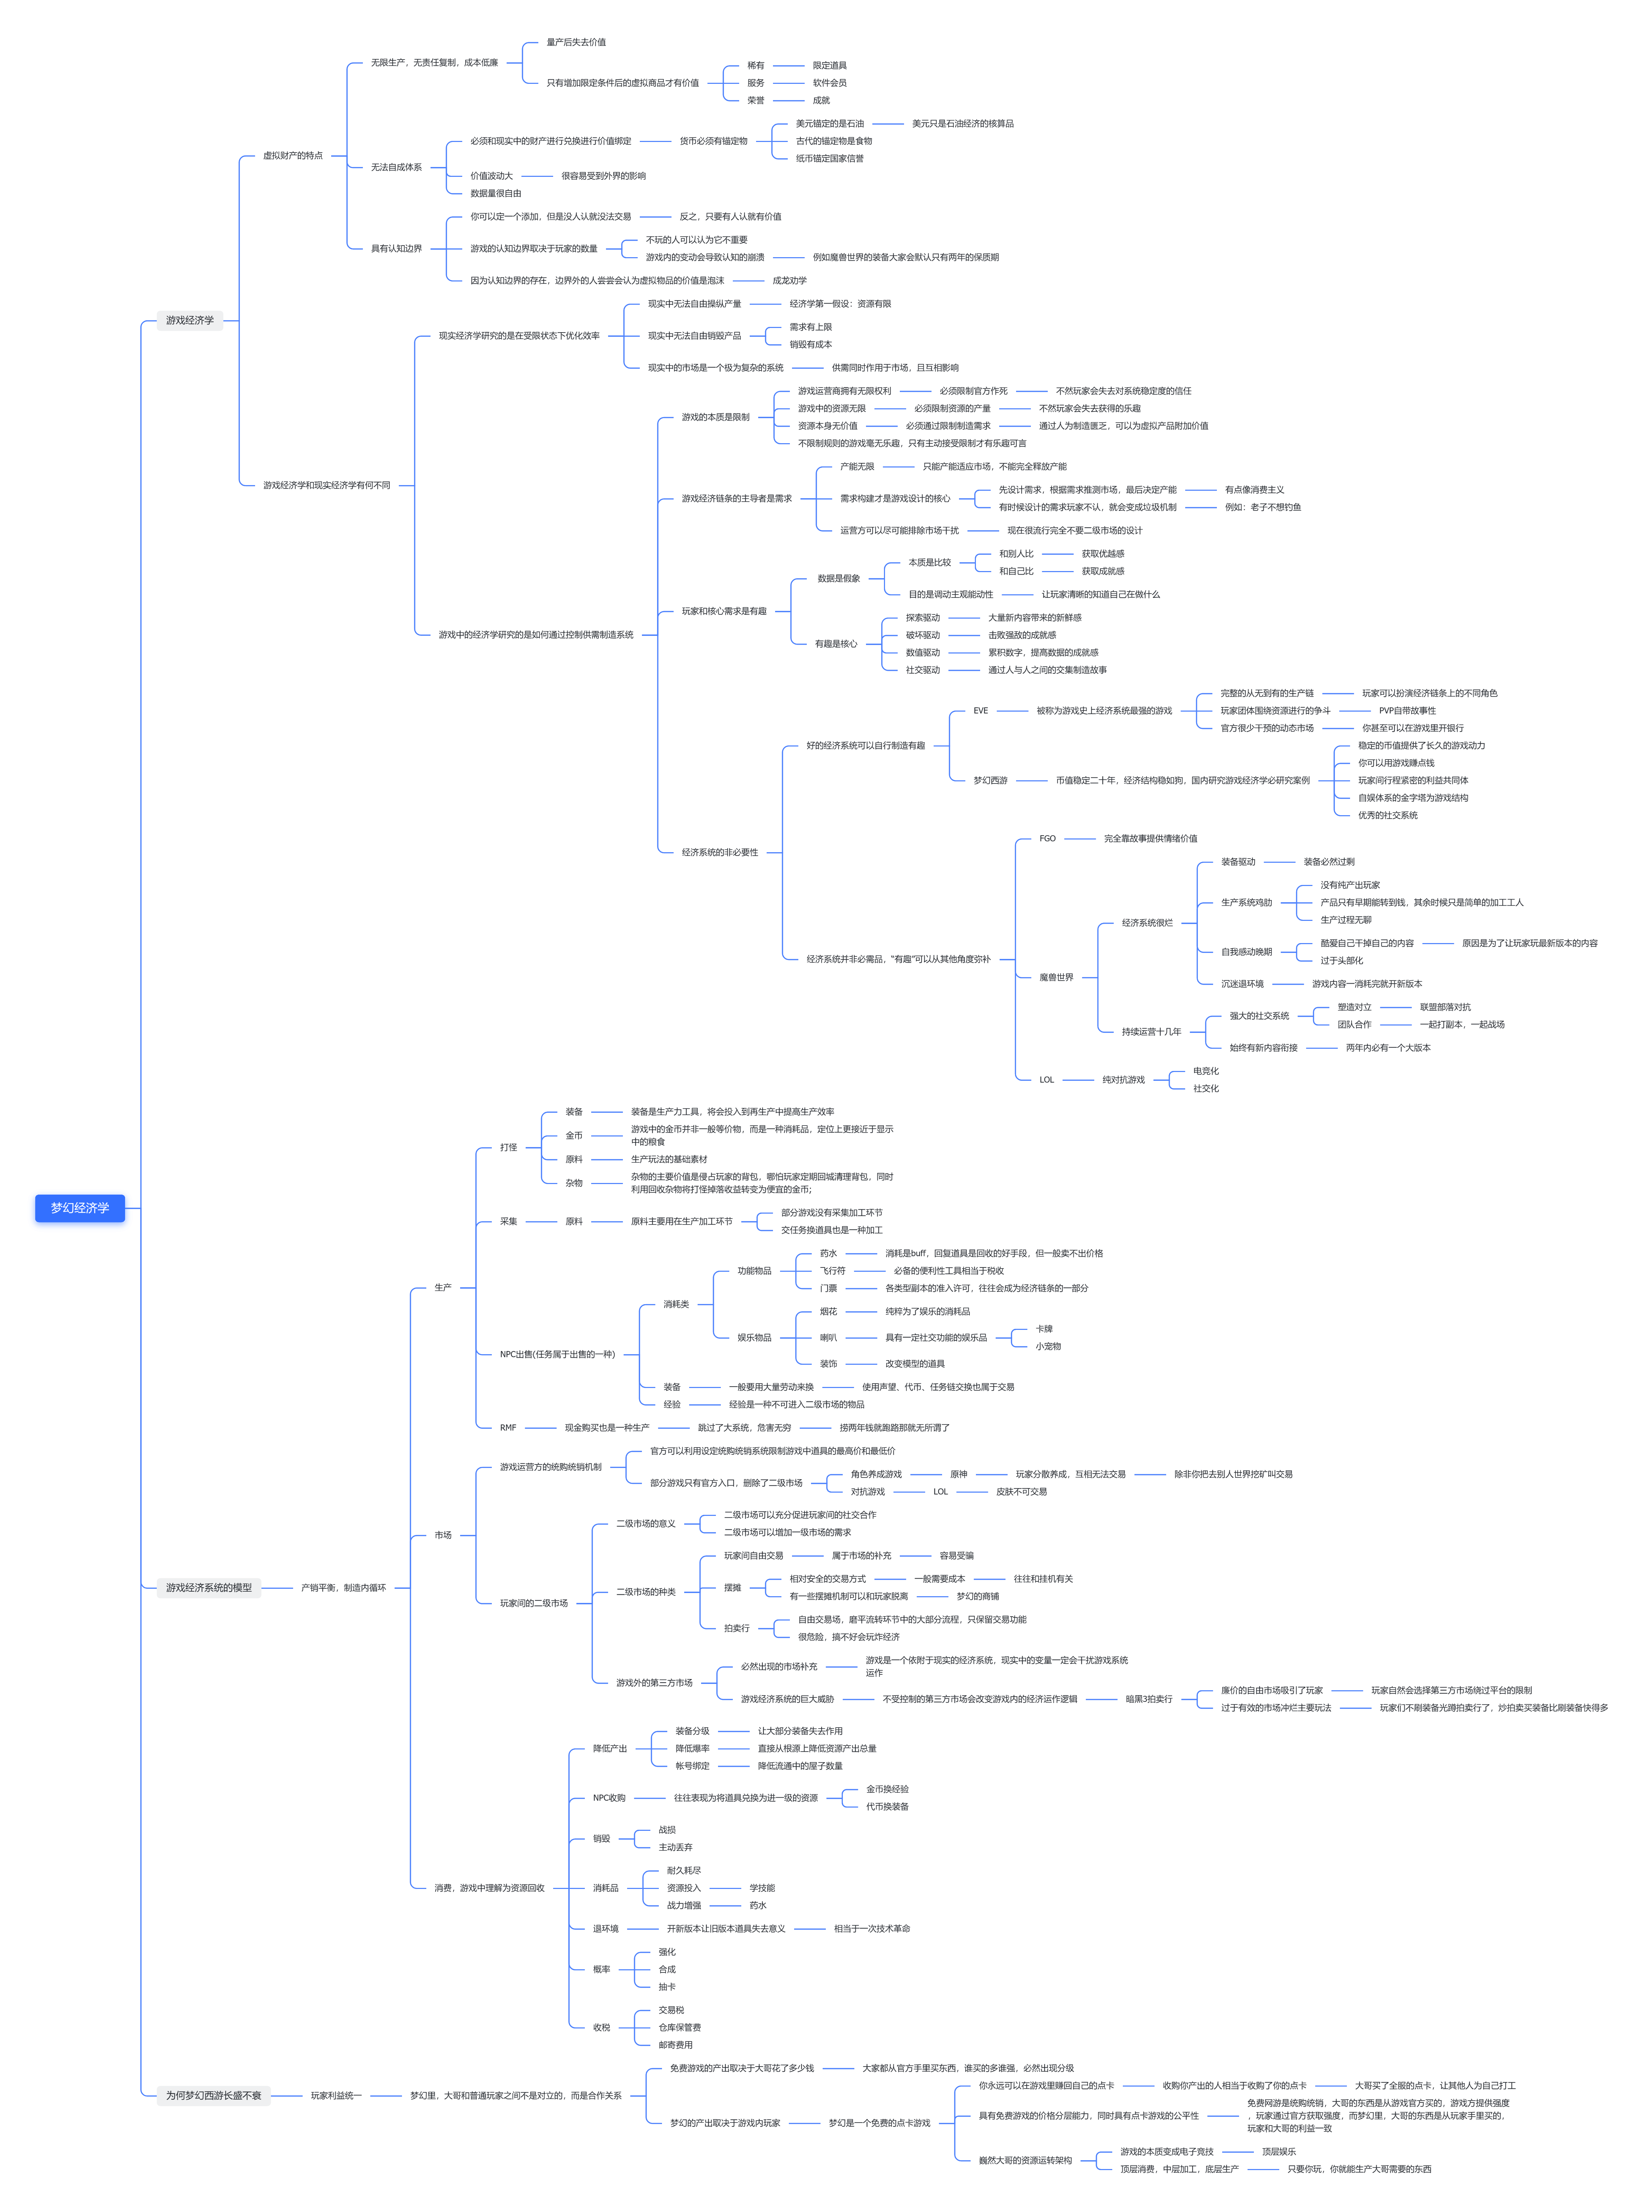 量产后失去价值
无限生产，无责任复制，成本低廉
稀有
限定道具
只有增加限定条件后的虚拟商品才有价值
服务
软件会员
荣誉
成就
美元锚定的是石油
美元只是石油经济的核算品
必须和现实中的财产进行兑换进行价值绑定
货币必须有锚定物
古代的锚定物是食物
纸币锚定国家信誉
虚拟财产的特点
无法自成体系
价值波动大
很容易受到外界的影响
数据量很自由
你可以定一个添加，但是没人认就没法交易
反之，只要有人认就有价值
具有认知边界
游戏的认知边界取决于玩家的数量
不玩的人可以认为它不重要
游戏内的变动会导致认知的崩溃
例如魔兽世界的装备大家会默认只有两年的保质期
因为认知边界的存在，边界外的人尝尝会认为虚拟物品的价值是泡沫
成龙劝学
游戏经济学
现实中无法自由操纵产量
经济学第一假设：资源有限
现实经济学研究的是在受限状态下优化效率
现实中无法自由销毁产品
需求有上限
销毁有成本
现实中的市场是一个极为复杂的系统
供需同时作用于市场，且互相影响
游戏运营商拥有无限权利
必须限制官方作死
不然玩家会失去对系统稳定度的信任
游戏的本质是限制
游戏中的资源无限
必须限制资源的产量
不然玩家会失去获得的乐趣
资源本身无价值
必须通过限制制造需求
通过人为制造匮乏，可以为虚拟产品附加价值
不限制规则的游戏毫无乐趣，只有主动接受限制才有乐趣可言
游戏经济学和现实经济学有何不同
产能无限
只能产能适应市场，不能完全释放产能
游戏经济链条的主导者是需求
需求构建才是游戏设计的核心
先设计需求，根据需求推测市场，最后决定产能
有点像消费主义
有时候设计的需求玩家不认，就会变成垃圾机制
例如：老子不想钓鱼
运营方可以尽可能排除市场干扰
现在很流行完全不要二级市场的设计
数据是假象
本质是比较
和别人比
获取优越感
和自己比
获取成就感
目的是调动主观能动性
让玩家清晰的知道自己在做什么
玩家和核心需求是有趣
有趣是核心
探索驱动
大量新内容带来的新鲜感
破坏驱动
击败强敌的成就感
数值驱动
累积数字，提高数据的成就感
社交驱动
通过人与人之间的交集制造故事
游戏中的经济学研究的是如何通过控制供需制造系统
完整的从无到有的生产链
玩家可以扮演经济链条上的不同角色
EVE
被称为游戏史上经济系统最强的游戏
玩家团体围绕资源进行的争斗
PVP自带故事性
官方很少干预的动态市场
你甚至可以在游戏里开银行
好的经济系统可以自行制造有趣
稳定的币值提供了长久的游戏动力
你可以用游戏赚点钱
梦幻西游
币值稳定二十年，经济结构稳如狗，国内研究游戏经济学必研究案例
玩家间行程紧密的利益共同体
自娱体系的金字塔为游戏结构
优秀的社交系统
经济系统的非必要性
FGO
完全靠故事提供情绪价值
装备驱动
装备必然过剩
没有纯产出玩家
生产系统鸡肋
产品只有早期能转到钱，其余时候只是简单的加工工人
生产过程无聊
经济系统很烂
自我感动晚期
酷爱自己干掉自己的内容
原因是为了让玩家玩最新版本的内容
过于头部化
经济系统并非必需品，"有趣"可以从其他角度弥补
魔兽世界
沉迷退环境
游戏内容一消耗完就开新版本
持续运营十几年
强大的社交系统
塑造对立
联盟部落对抗
团队合作
一起打副本，一起战场
始终有新内容衔接
两年内必有一个大版本
LOL
纯对抗游戏
电竞化
社交化
梦幻经济学
装备
装备是生产力工具，将会投入到再生产中提高生产效率
打怪
金币
游戏中的金币并非一般等价物，而是一种消耗品，定位上更接近于显示
中的粮食
原料
生产玩法的基础素材
杂物
杂物的主要价值是侵占玩家的背包，哪怕玩家定期回城清理背包，同时
利用回收杂物将打怪掉落收益转变为便宜的金币；
采集
原料
原料主要用在生产加工环节
部分游戏没有采集加工环节
交任务换道具也是一种加工
生产
功能物品
药水
消耗是buff，回复道具是回收的好手段，但一般卖不出价格
飞行符
必备的便利性工具相当于税收
门票
各类型副本的准入许可，往往会成为经济链条的一部分
消耗类
娱乐物品
烟花
纯粹为了娱乐的消耗品
喇叭
具有一定社交功能的娱乐品
卡牌
小宠物
装饰
改变模型的道具
NPC出售(任务属于出售的一种)
装备
一般要用大量劳动来换
使用声望、代币、任务链交换也属于交易
经验
经验是一种不可进入二级市场的物品
RMF
现金购买也是一种生产
跳过了大系统，危害无穷
捞两年钱就跑路那就无所谓了
游戏运营方的统购统销机制
官方可以利用设定统购统销系统限制游戏中道具的最高价和最低价
部分游戏只有官方入口，删除了二级市场
角色养成游戏
原神
玩家分散养成，互相无法交易
除非你把去别人世界挖矿叫交易
对抗游戏
LOL
皮肤不可交易
市场
二级市场的意义
二级市场可以充分促进玩家间的社交合作
二级市场可以增加一级市场的需求
玩家间的二级市场
二级市场的种类
玩家间自由交易
属于市场的补充
容易受骗
摆摊
相对安全的交易方式
一般需要成本
往往和挂机有关
有一些摆摊机制可以和玩家脱离
梦幻的商铺
拍卖行
自由交易场，磨平流转环节中的大部分流程，只保留交易功能
很危险，搞不好会玩炸经济
游戏经济系统的模型
产销平衡，制造内循环
游戏外的第三方市场
必然出现的市场补充
游戏是一个依附于现实的经济系统，现实中的变量一定会干扰游戏系统
运作
游戏经济系统的巨大威胁
不受控制的第三方市场会改变游戏内的经济运作逻辑
暗黑3拍卖行
廉价的自由市场吸引了玩家
玩家自然会选择第三方市场绕过平台的限制
过于有效的市场冲烂主要玩法
玩家们不刷装备光蹲拍卖行了，炒拍卖买装备比刷装备快得多
降低产出
装备分级
让大部分装备失去作用
降低爆率
直接从根源上降低资源产出总量
帐号绑定
降低流通中的屋子数量
NPC收购
往往表现为将道具兑换为进一级的资源
金币换经验
代币换装备
销毁
战损
主动丢弃
消费，游戏中理解为资源回收
消耗品
耐久耗尽
资源投入
学技能
战力增强
药水
退环境
开新版本让旧版本道具失去意义
相当于一次技术革命
概率
强化
合成
抽卡
收税
交易税
仓库保管费
邮寄费用
为何梦幻西游长盛不衰
玩家利益统一
梦幻里，大哥和普通玩家之间不是对立的，而是合作关系
免费游戏的产出取决于大哥花了多少钱
大家都从官方手里买东西，谁买的多谁强，必然出现分级
梦幻的产出取决于游戏内玩家
梦幻是一个免费的点卡游戏
你永远可以在游戏里赚回自己的点卡
收购你产出的人相当于收购了你的点卡
大哥买了全服的点卡，让其他人为自己打工
具有免费游戏的价格分层能力，同时具有点卡游戏的公平性
免费网游是统购统销，大哥的东西是从游戏官方买的，游戏方提供强度
，玩家通过官方获取强度，而梦幻里，大哥的东西是从玩家手里买的，
玩家和大哥的利益一致
巍然大哥的资源运转架构
游戏的本质变成电子竞技
顶层娱乐
顶层消费，中层加工，底层生产
只要你玩，你就能生产大哥需要的东西